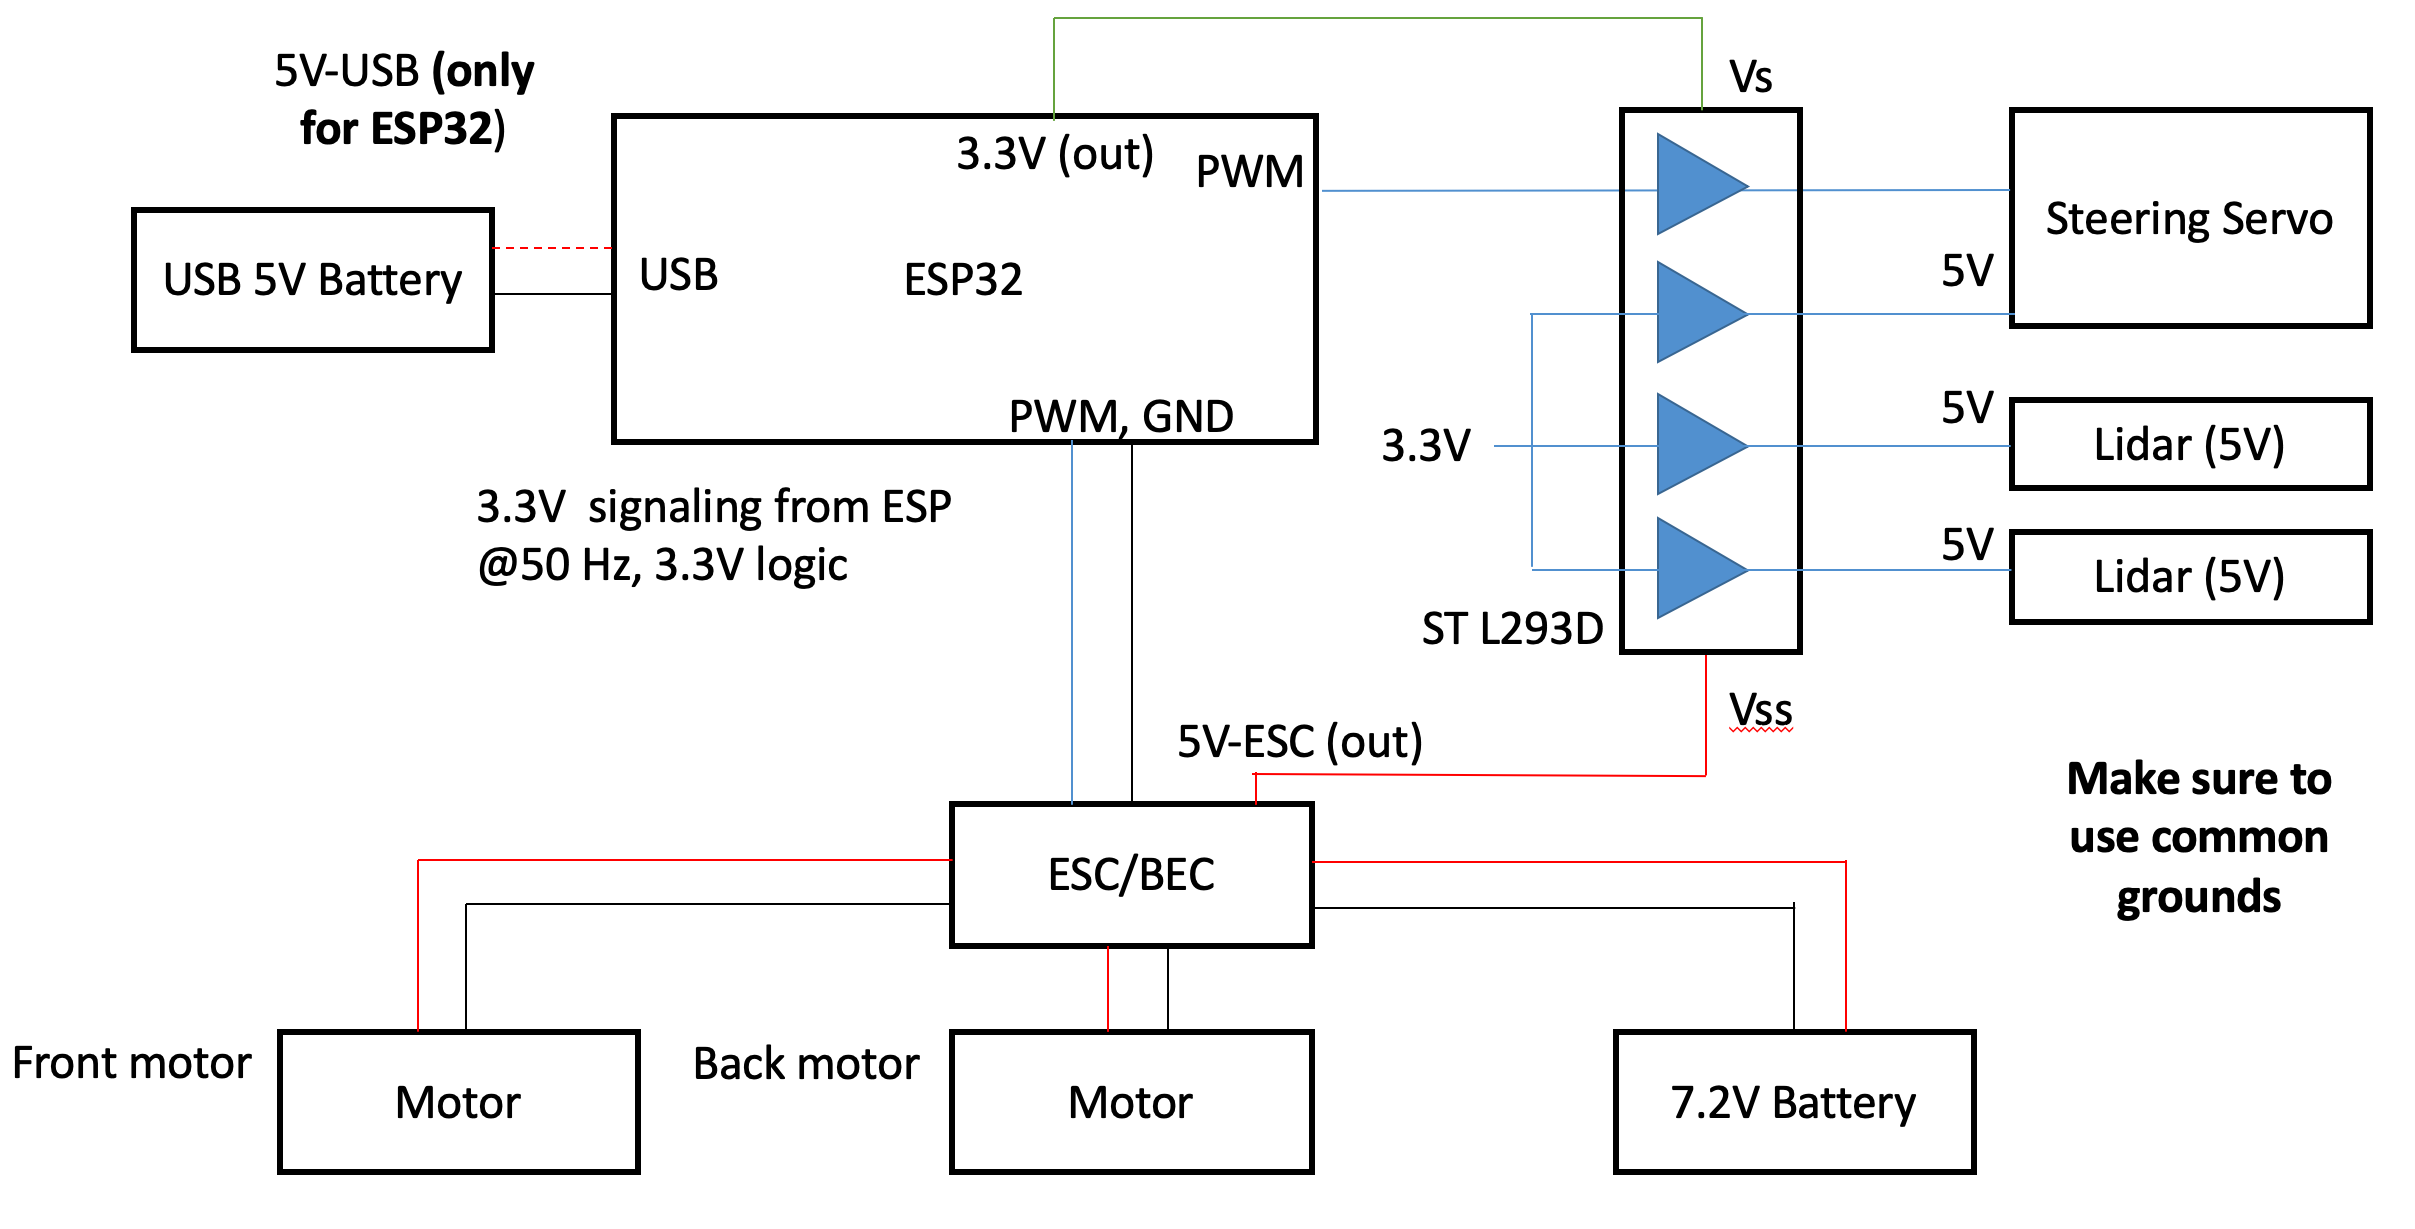 Vs
5V-USB (only
for ESP32)
3.3V (out)
PWM
Steering Servo
USB 5V Battery
USB
ESP32
5V
PWM, GND
5V
3.3V
Lidar (5V)
3.3V  signaling from ESP
@50 Hz, 3.3V logic
5V
Lidar (5V)
ST L293D
Vss
5V-ESC (out)
Make sure to
use common
grounds
ESC/BEC
Front motor
Motor
Back motor
Motor
7.2V Battery